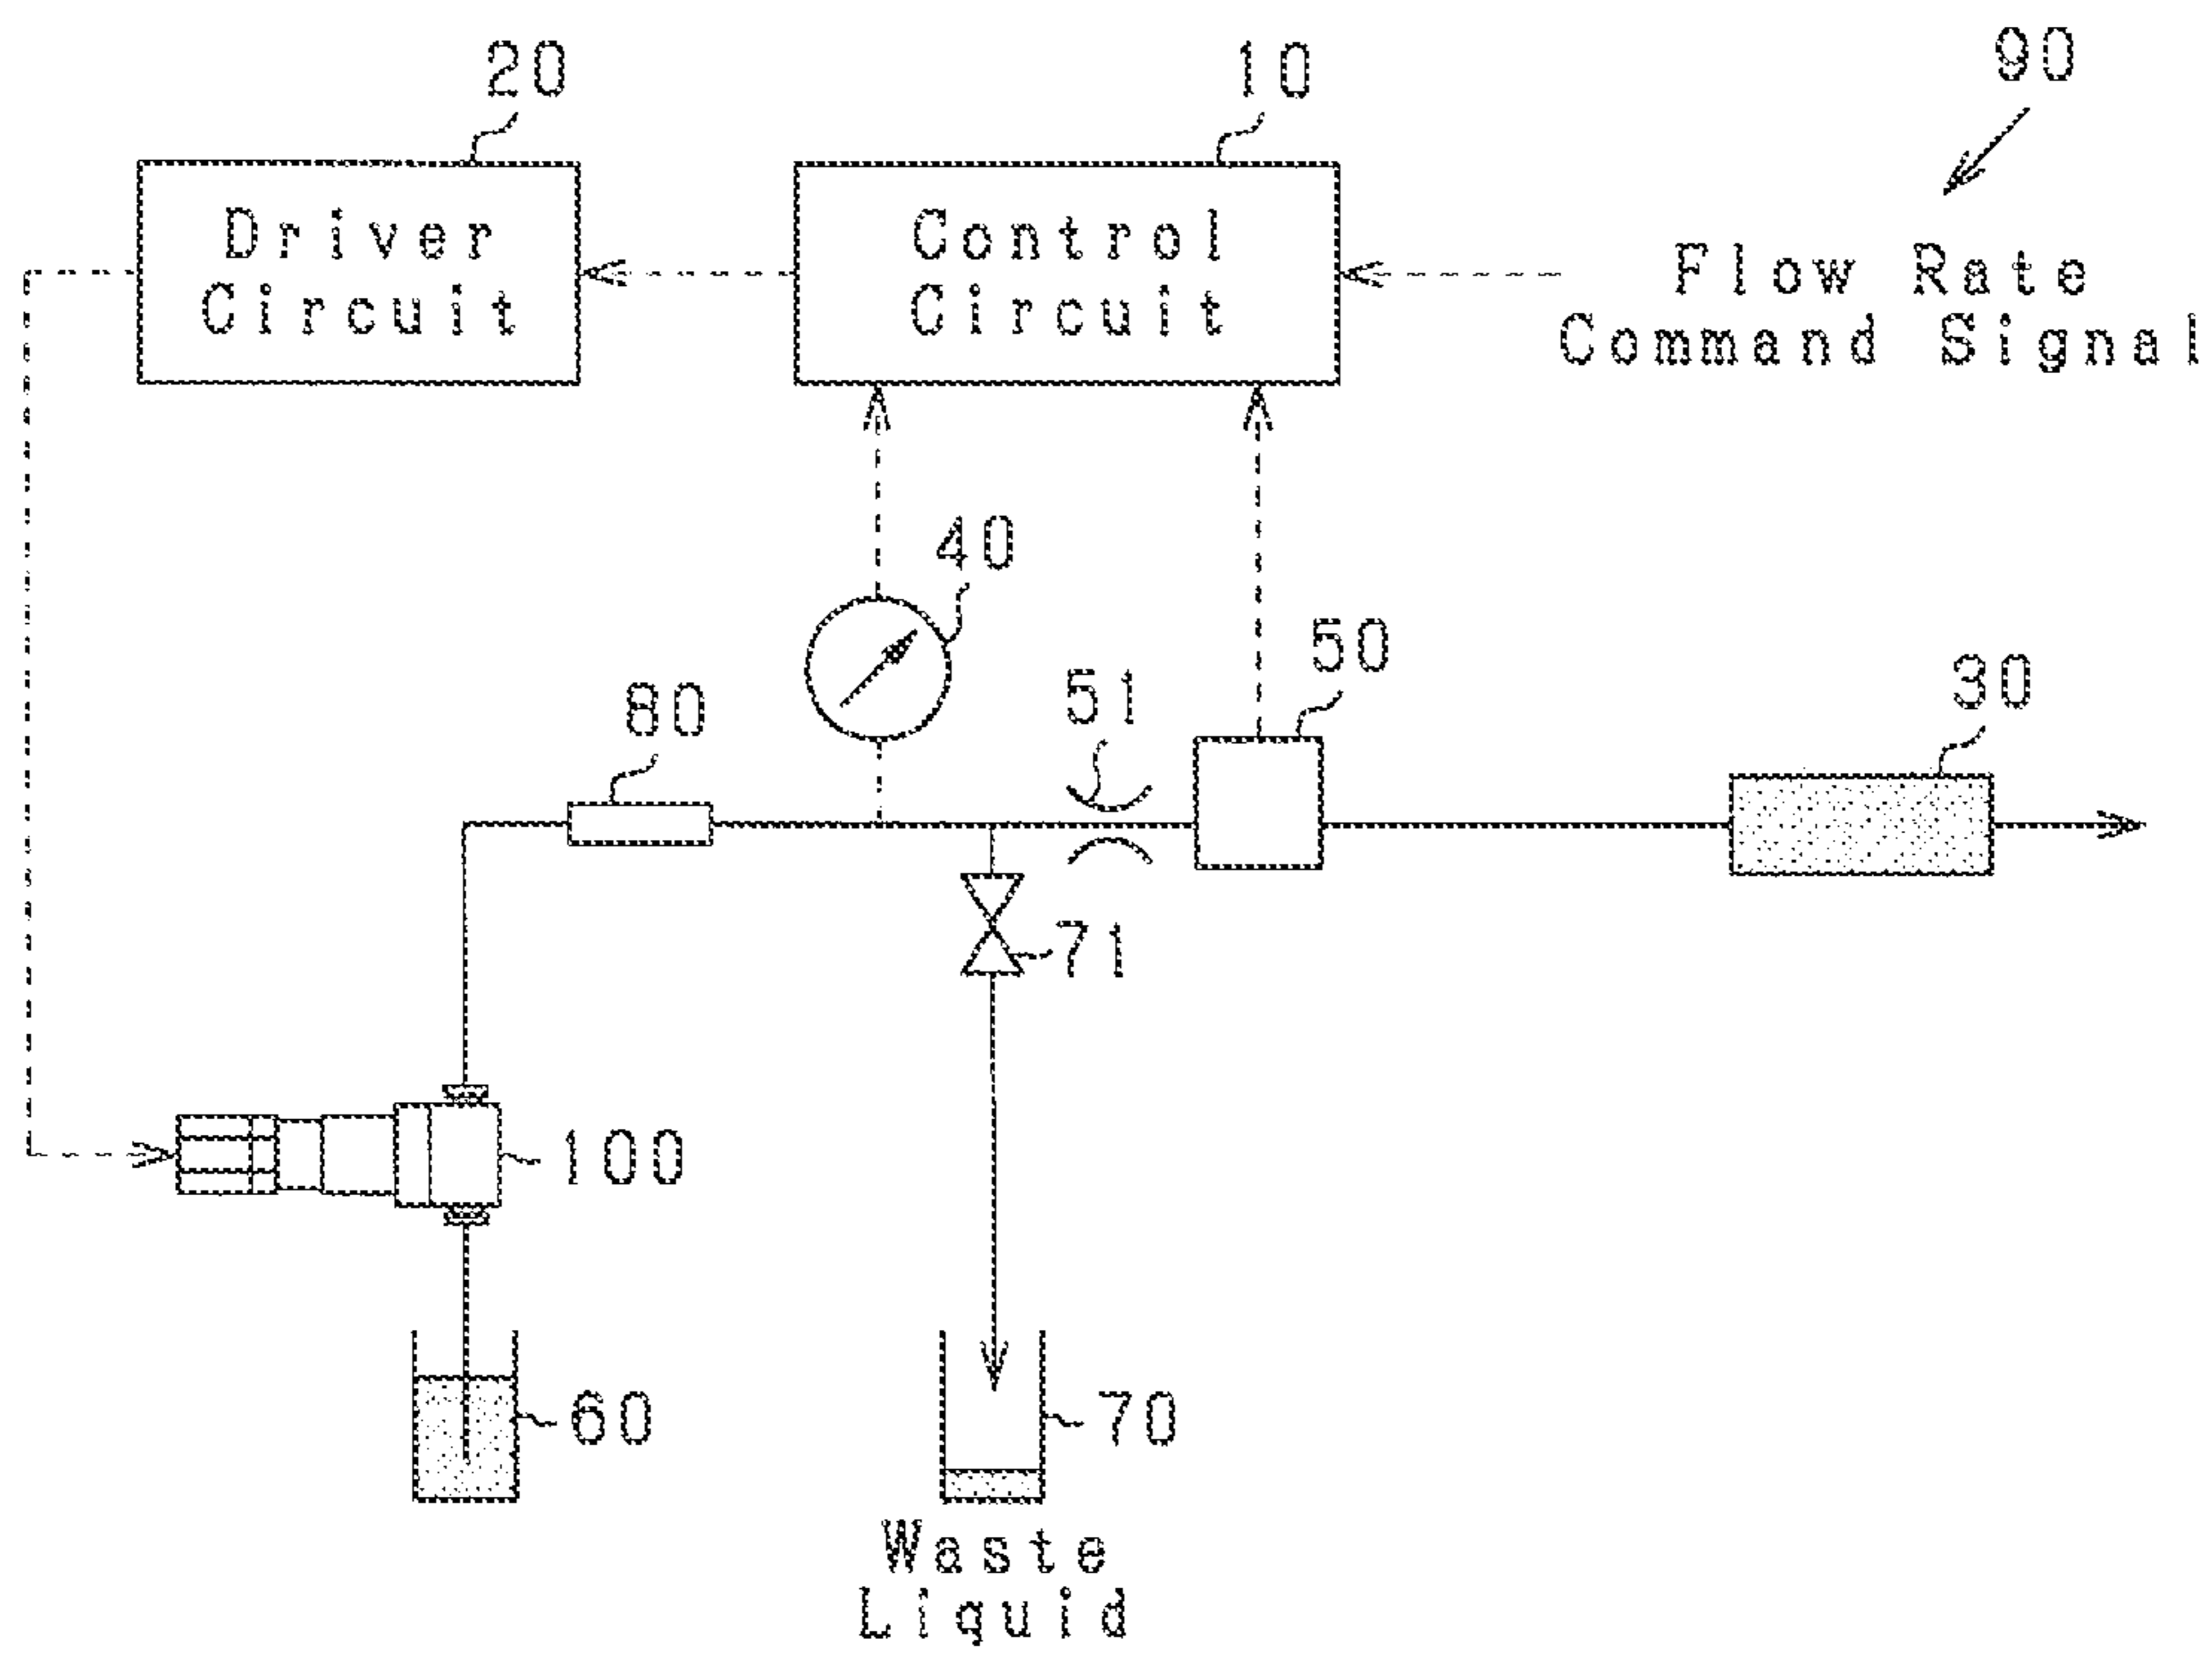 20
10
90
Driver
Circuit
Control
Circuit
Flow Rate
Command Signal
40
50
51
30
80
71
100
60
70
Waste
Liquid